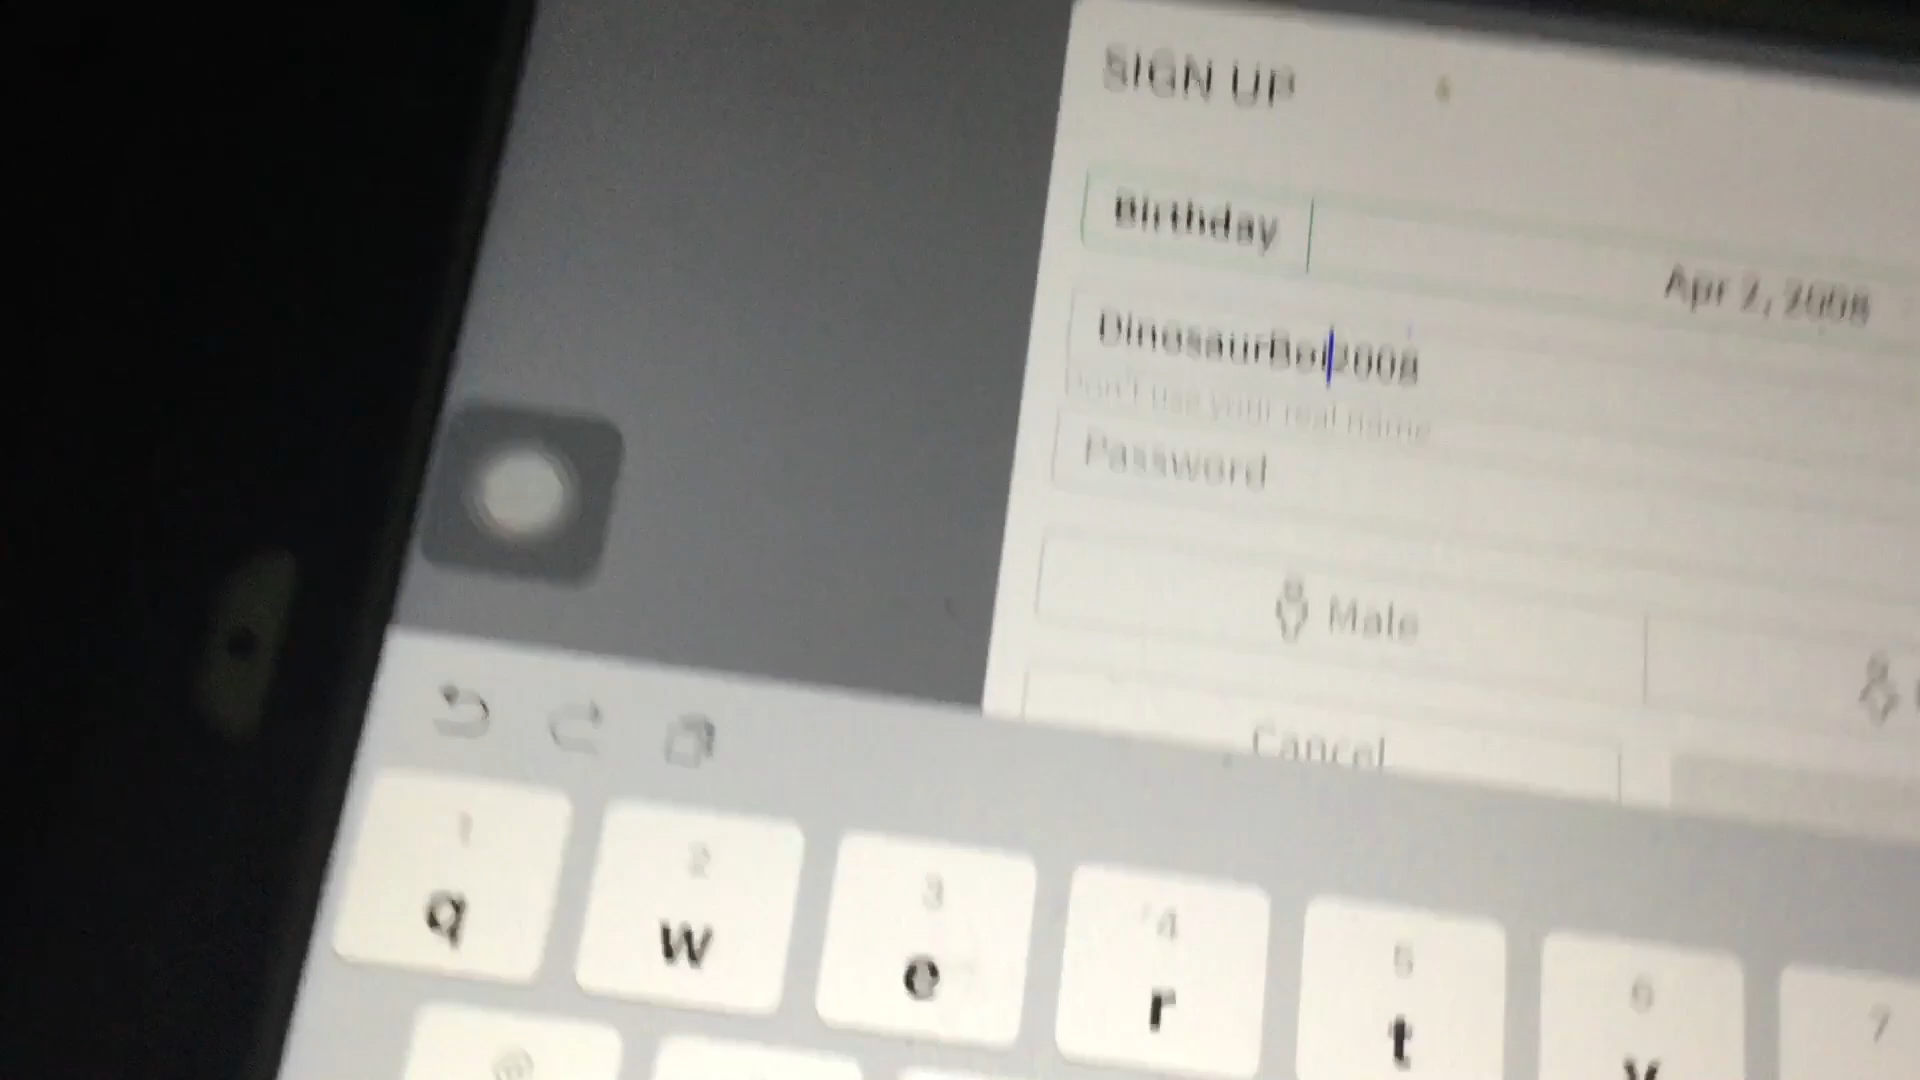 SIGN UP
Birthday
Apr 2, 2008
DinosaurBoi2008
Don't use your real name
Password
Male
Cancel
1 2 3 4 5 6 7
q w e r t y
@